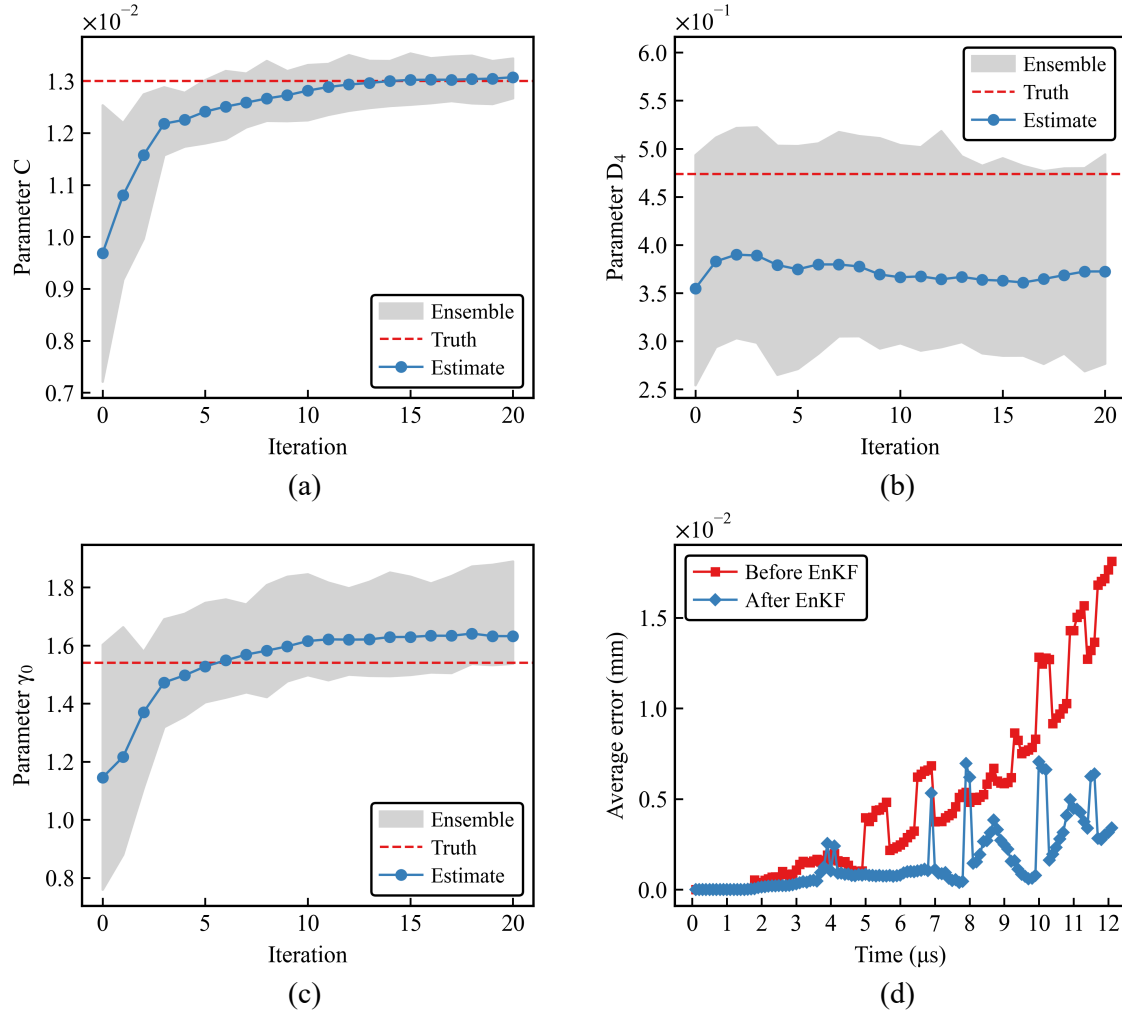 ×10⁻²
1.3
1.2
1.1
1.0
0.9
0.8
0.7
0 5 10 15 20
Parameter C
Iteration
Ensemble
Truth
Estimate
(a)
×10⁻¹
6.0
5.5
5.0
4.5
4.0
3.5
3.0
2.5
0 5 10 15 20
Parameter D₄
Iteration
Ensemble
Truth
Estimate
(b)
1.8
1.6
1.4
1.2
1.0
0.8
0 5 10 15 20
Parameter γ₀
Iteration
Ensemble
Truth
Estimate
(c)
×10⁻²
1.5
1.0
0.5
0.0
0 1 2 3 4 5 6 7 8 9 10 11 12
Average error (mm)
Time (μs)
Before EnKF
After EnKF
(d)